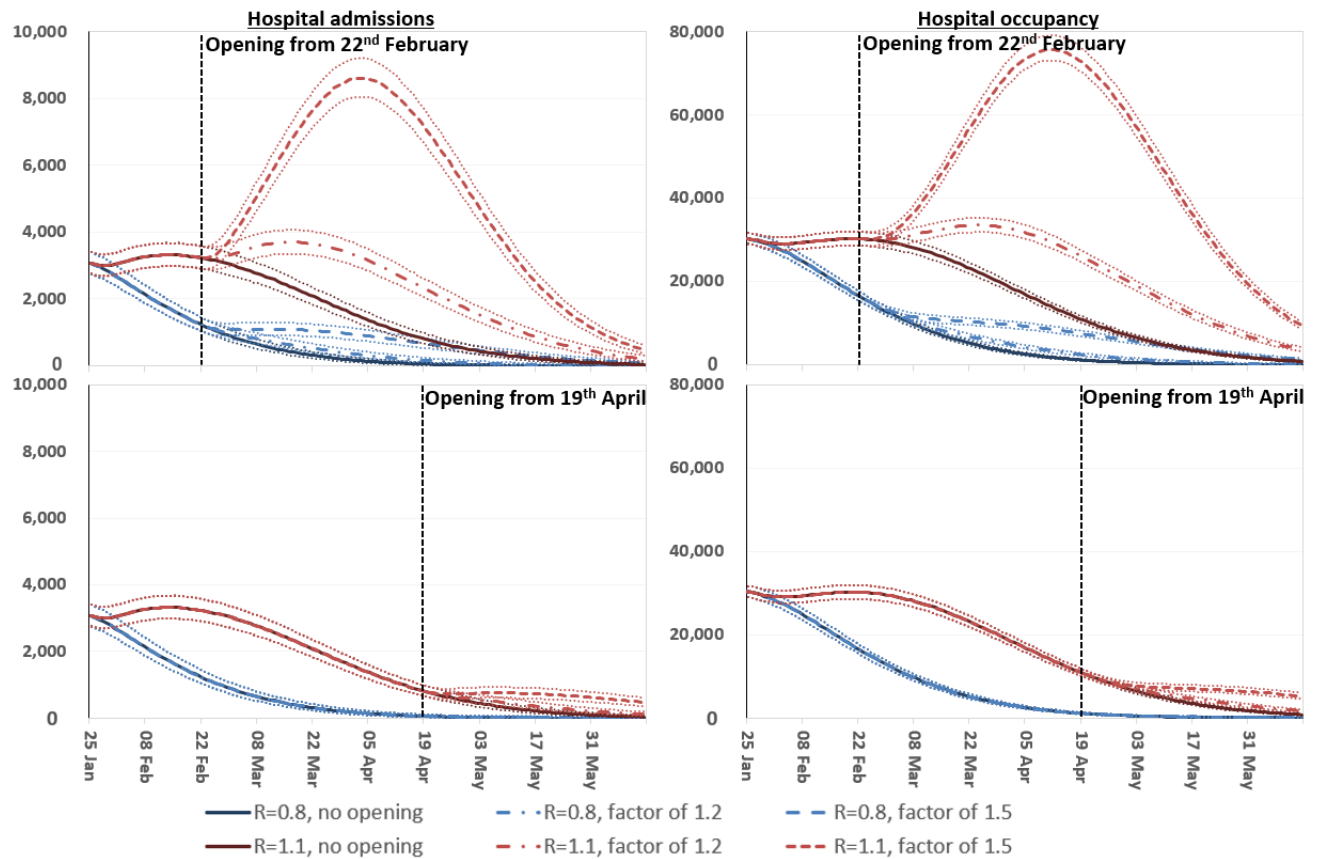 Hospital admissions
Hospital occupancy
Opening from 22nd February
Opening from 22nd February
10,000
8,000
6,000
4,000
2,000
0
80,000
60,000
40,000
20,000
0
Opening from 19th April
Opening from 19th April
10,000
8,000
6,000
4,000
2,000
0
80,000
60,000
40,000
20,000
0
25 Jan
08 Feb
22 Feb
08 Mar
22 Mar
05 Apr
19 Apr
03 May
17 May
31 May
25 Jan
08 Feb
22 Feb
08 Mar
22 Mar
05 Apr
19 Apr
03 May
17 May
31 May
R=0.8, no opening
R=0.8, factor of 1.2
R=0.8, factor of 1.5
R=1.1, no opening
R=1.1, factor of 1.2
R=1.1, factor of 1.5